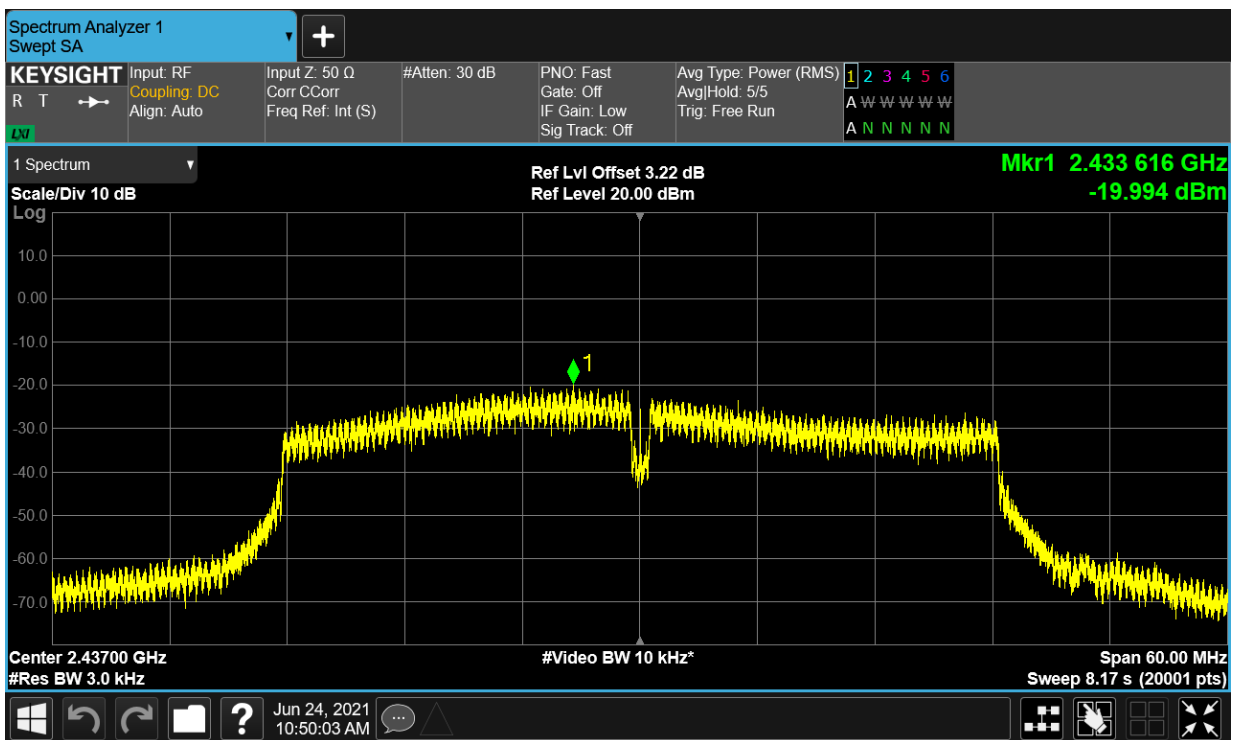 Spectrum Analyzer 1
Swept SA
▼
+
KEYSIGHT
R T
LXI
Input: RF
Coupling: DC
Align: Auto
Input Z: 50 Ω
Corr CCorr
Freq Ref: Int (S)
#Atten: 30 dB
PNO: Fast
Gate: Off
IF Gain: Low
Sig Track: Off
Avg Type: Power (RMS)
Avg|Hold: 5/5
Trig: Free Run
1 2 3 4 5 6
A W W W W W
A N N N N N
1 Spectrum ▼
Scale/Div 10 dB
Log
Ref Lvl Offset 3.22 dB
Ref Level 20.00 dBm
Mkr1 2.433 616 GHz
-19.994 dBm
10.0
0.00
-10.0
-20.0
-30.0
-40.0
-50.0
-60.0
-70.0
1
Center 2.43700 GHz
#Res BW 3.0 kHz
#Video BW 10 kHz*
Span 60.00 MHz
Sweep 8.17 s (20001 pts)
?
Jun 24, 2021
10:50:03 AM